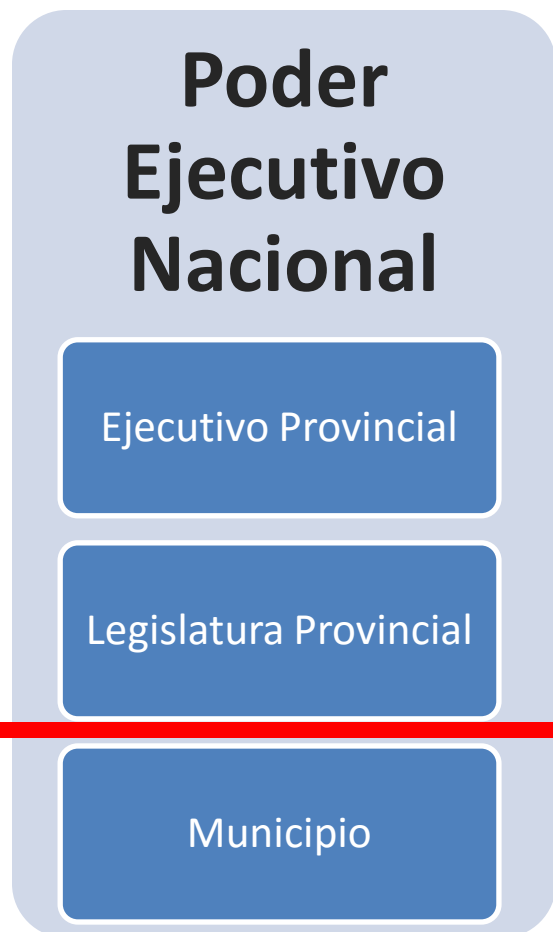 Poder
Ejecutivo
Nacional
Ejecutivo Provincial
Legislatura Provincial
Municipio